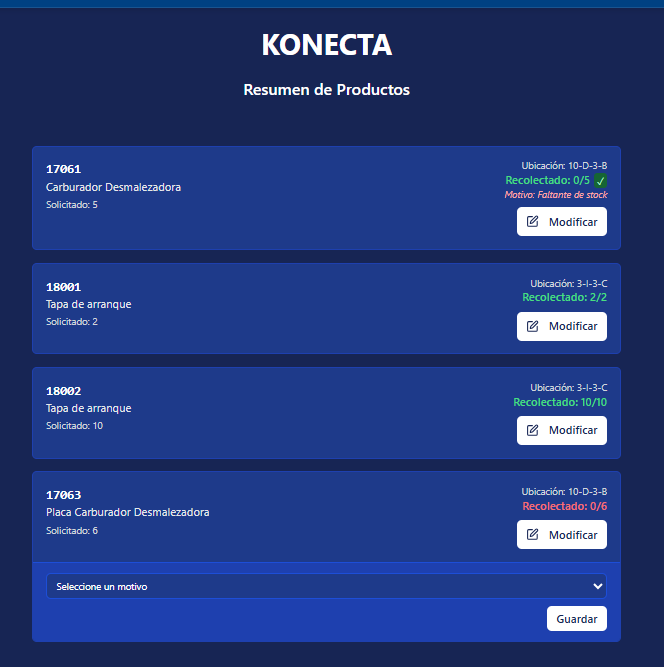 KONECTA
Resumen de Productos
17061
Carburador Desmalezadora
Solicitado: 5
Ubicación: 10-D-3-B
Recolectado: 0/5 ✓
Motivo: Faltante de stock
Modificar
18001
Tapa de arranque
Solicitado: 2
Ubicación: 3-I-3-C
Recolectado: 2/2
Modificar
18002
Tapa de arranque
Solicitado: 10
Ubicación: 3-I-3-C
Recolectado: 10/10
Modificar
17063
Placa Carburador Desmalezadora
Solicitado: 6
Ubicación: 10-D-3-B
Recolectado: 0/6
Modificar
Seleccione un motivo
Guardar